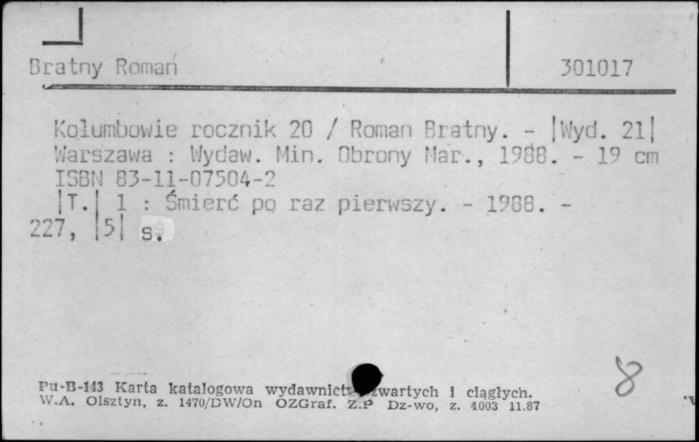 Bratny Roman 301017
Kolumbowie rocznik 20 / Roman Bratny. - |Wyd. 21|
Warszawa : Wydaw. Min. Obrony Nar., 1988. - 19 cm
ISBN 83-11-07504-2
|T.| 1 : Śmierć po raz pierwszy. - 1988. -
227, |5| s.
8
Pu-B-143 Karta katalogowa wydawnictw zwartych i ciągłych.
W.A. Olsztyn, z. 1470/DW/On OZGraf. Z.P Dz-wo, z. 4003 11.87